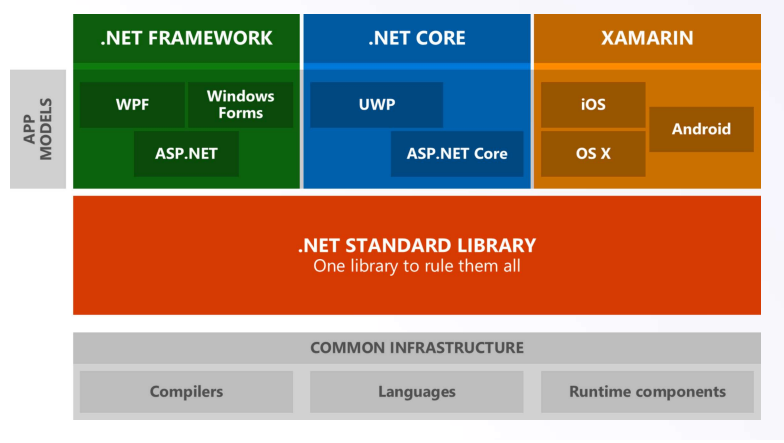 .NET FRAMEWORK
.NET CORE
XAMARIN
APP
MODELS
WPF
Windows
Forms
ASP.NET
UWP
ASP.NET Core
iOS
Android
OS X
.NET STANDARD LIBRARY
One library to rule them all
COMMON INFRASTRUCTURE
Compilers
Languages
Runtime components